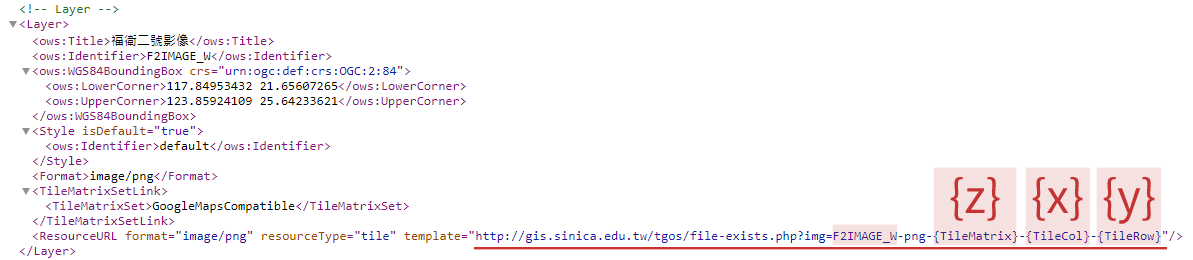 <!-- Layer -->
<Layer>
<ows:Title>福衛二號影像</ows:Title>
<ows:Identifier>F2IMAGE_W</ows:Identifier>
<ows:WGS84BoundingBox crs="urn:ogc:def:crs:OGC:2:84">
<ows:LowerCorner>117.84953432 21.65607265</ows:LowerCorner>
<ows:UpperCorner>123.85924109 25.64233621</ows:UpperCorner>
</ows:WGS84BoundingBox>
<Style isDefault="true">
<ows:Identifier>default</ows:Identifier>
</Style>
<Format>image/png</Format>
<TileMatrixSetLink>
<TileMatrixSet>GoogleMapsCompatible</TileMatrixSet>
</TileMatrixSetLink>
{z} {x} {y}
<ResourceURL format="image/png" resourceType="tile" template="http://gis.sinica.edu.tw/tgos/file-exists.php?img=F2IMAGE_W-png-{TileMatrix}-{TileCol}-{TileRow}"/>
</Layer>